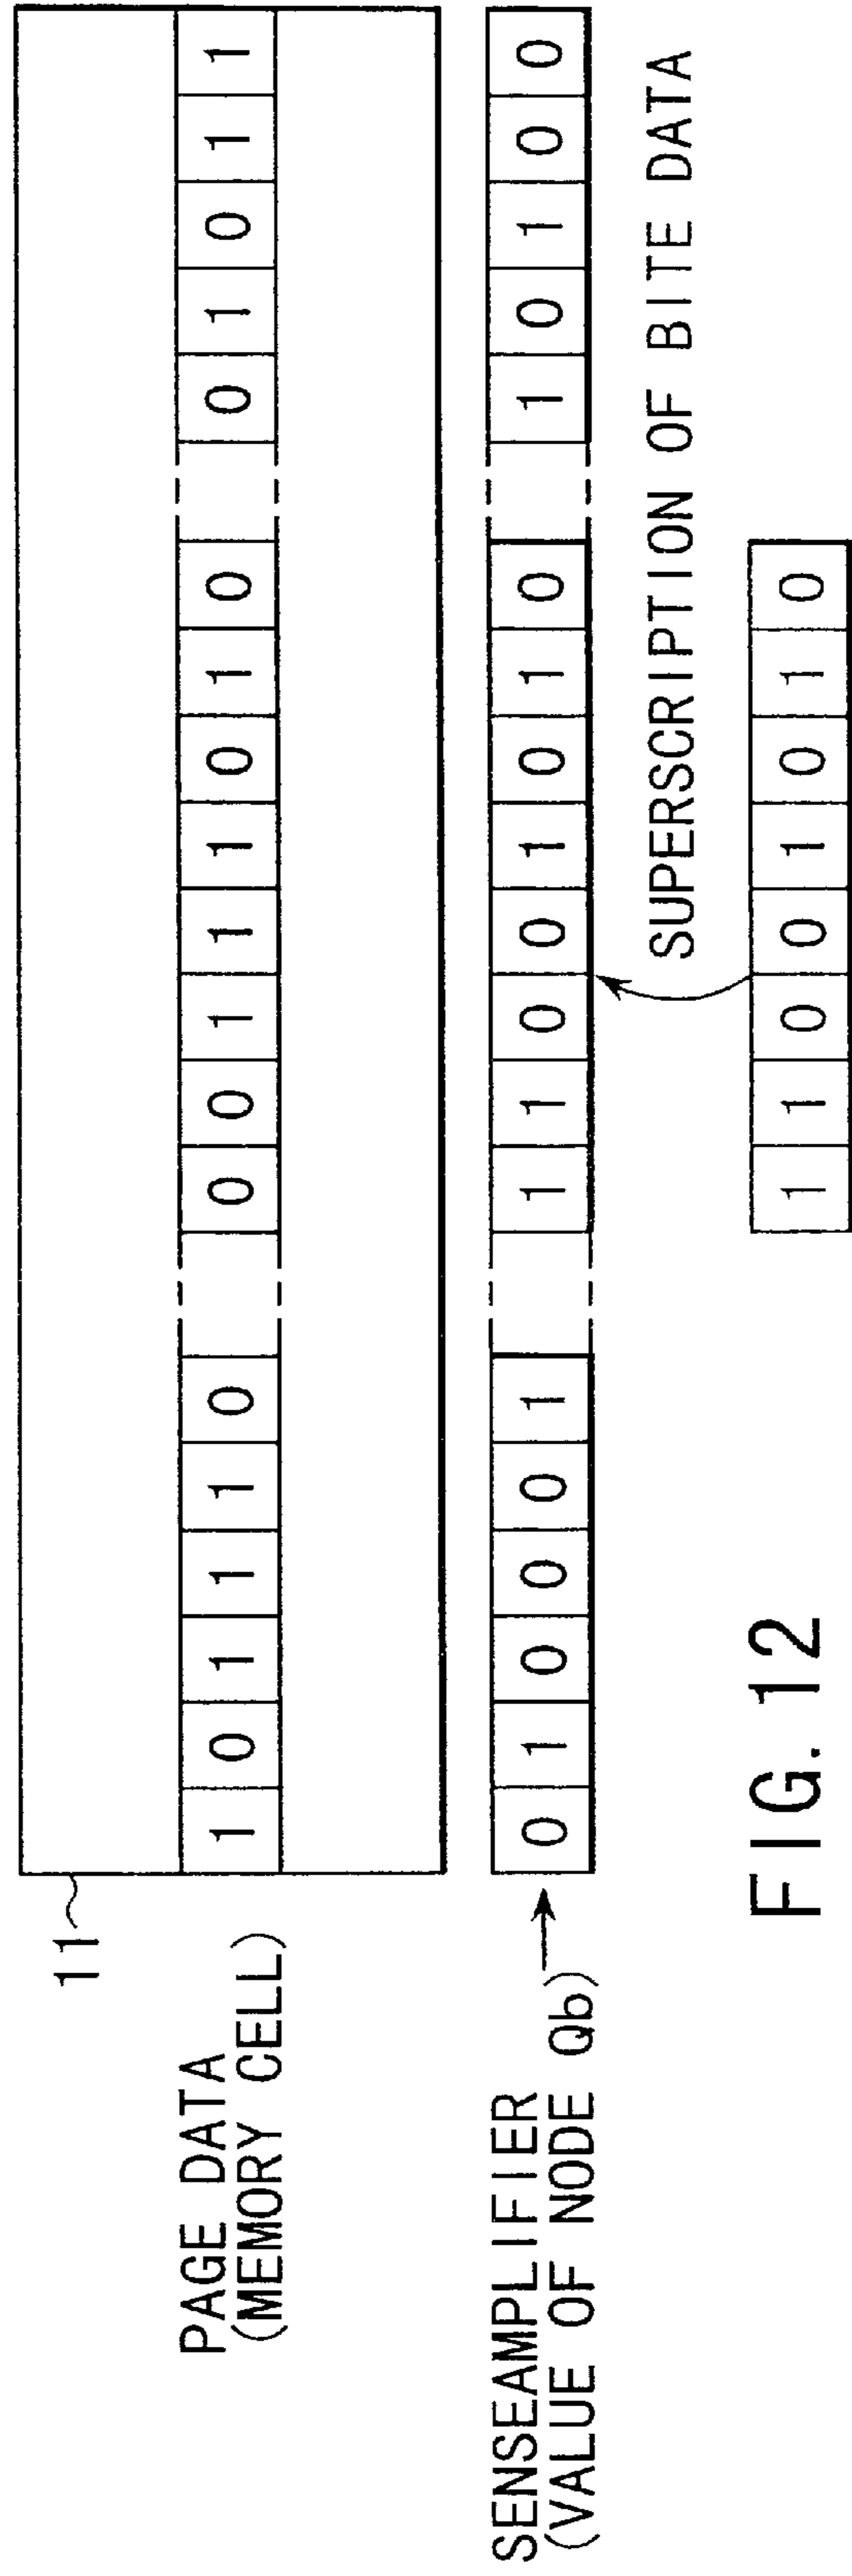 11
PAGE DATA
(MEMORY CELL)
1 0 1 1 1 0 0 0 1 1 1 0 1 0 0 1 0 1 1
SENSEAMPLIFIER
(VALUE OF NODE Qb)
0 1 0 0 0 1 1 1 0 0 1 0 1 0 1 0 1 0 0
SUPERSCRIPTION OF BITE DATA
1 1 0 0 1 0 1 0
FIG. 12